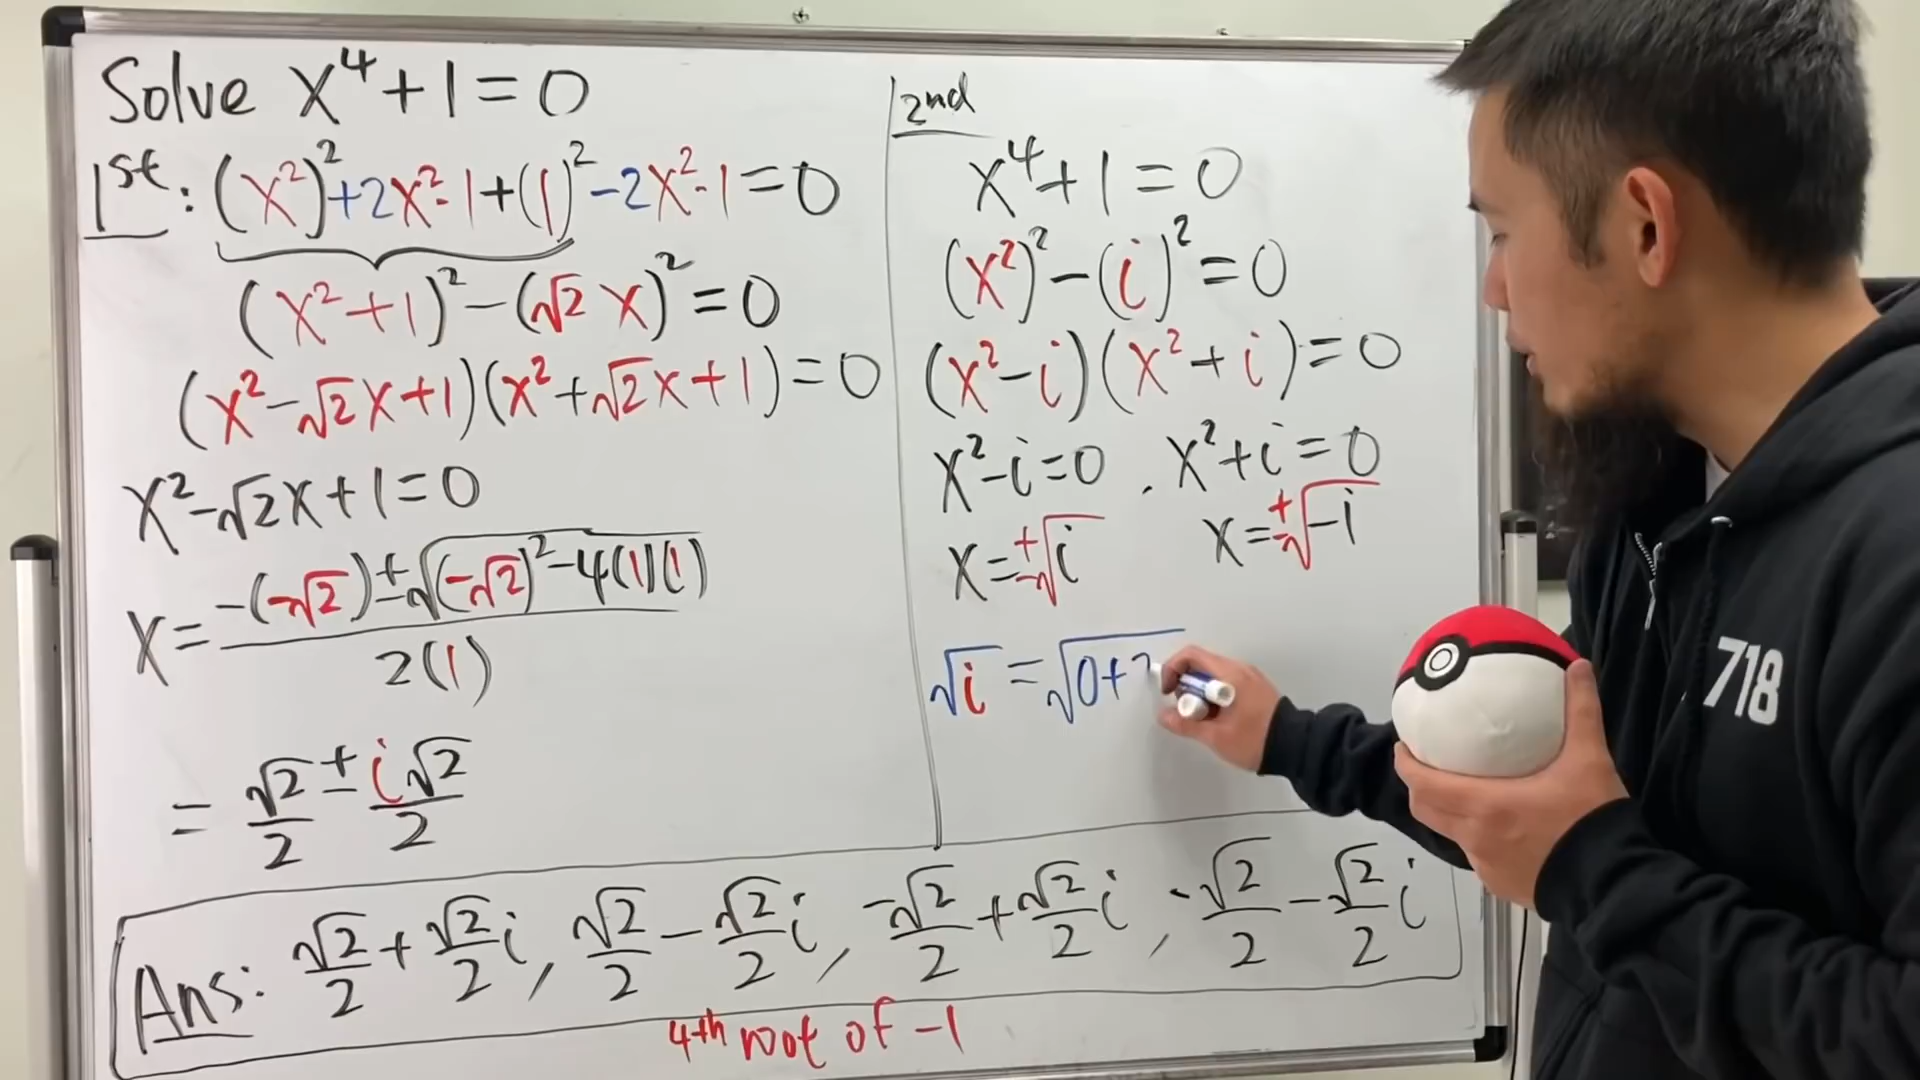 Solve x⁴+1=0
1st: (x²)²+2x²·1+(1)²-2x²·1=0
(x²+1)²-(√2 x)²=0
(x²-√2x+1)(x²+√2x+1)=0
x²-√2x+1=0
x=(-(-√2)±√((-√2)²-4(1)(1)))/2(1)
=√2/2±i√2/2
2nd
x⁴+1=0
(x²)²-(i)²=0
(x²-i)(x²+i)=0
x²-i=0, x²+i=0
x=±√i x=±√-i
√i=√0+
Ans: √2/2+√2/2 i, √2/2-√2/2 i, -√2/2+√2/2 i, -√2/2-√2/2 i
4th root of -1
718